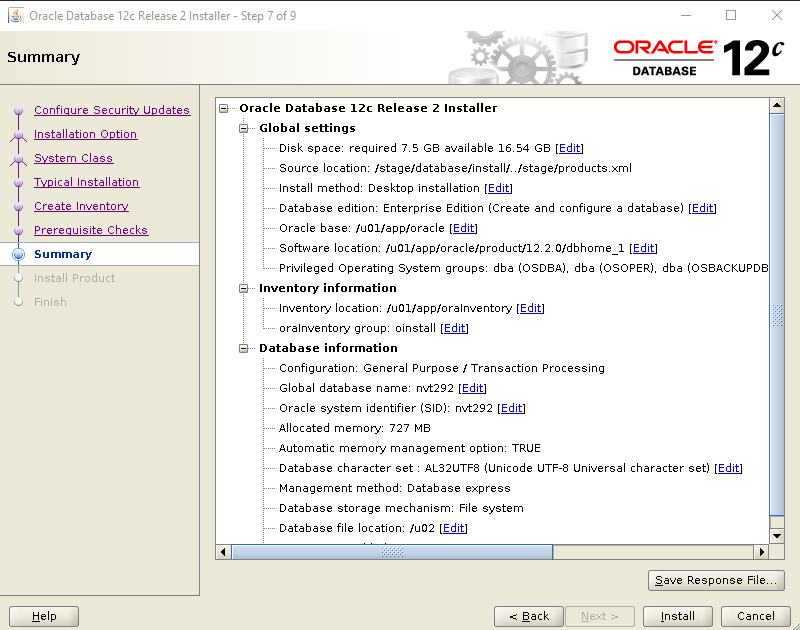 Oracle Database 12c Release 2 Installer - Step 7 of 9
Summary
ORACLE
DATABASE
12c
Configure Security Updates
Installation Option
System Class
Typical Installation
Create Inventory
Prerequisite Checks
Summary
Install Product
Finish
Oracle Database 12c Release 2 Installer
Global settings
Disk space: required 7.5 GB available 16.54 GB [Edit]
Source location: /stage/database/install/../stage/products.xml
Install method: Desktop installation [Edit]
Database edition: Enterprise Edition (Create and configure a database) [Edit]
Oracle base: /u01/app/oracle [Edit]
Software location: /u01/app/oracle/product/12.2.0/dbhome_1 [Edit]
Privileged Operating System groups: dba (OSDBA), dba (OSOPER), dba (OSBACKUPDB
Inventory information
Inventory location: /u01/app/oraInventory [Edit]
oraInventory group: oinstall [Edit]
Database information
Configuration: General Purpose / Transaction Processing
Global database name: nvt292 [Edit]
Oracle system identifier (SID): nvt292 [Edit]
Allocated memory: 727 MB
Automatic memory management option: TRUE
Database character set : AL32UTF8 (Unicode UTF-8 Universal character set) [Edit]
Management method: Database express
Database storage mechanism: File system
Database file location: /u02 [Edit]
Save Response File...
Help
< Back
Next >
Install
Cancel